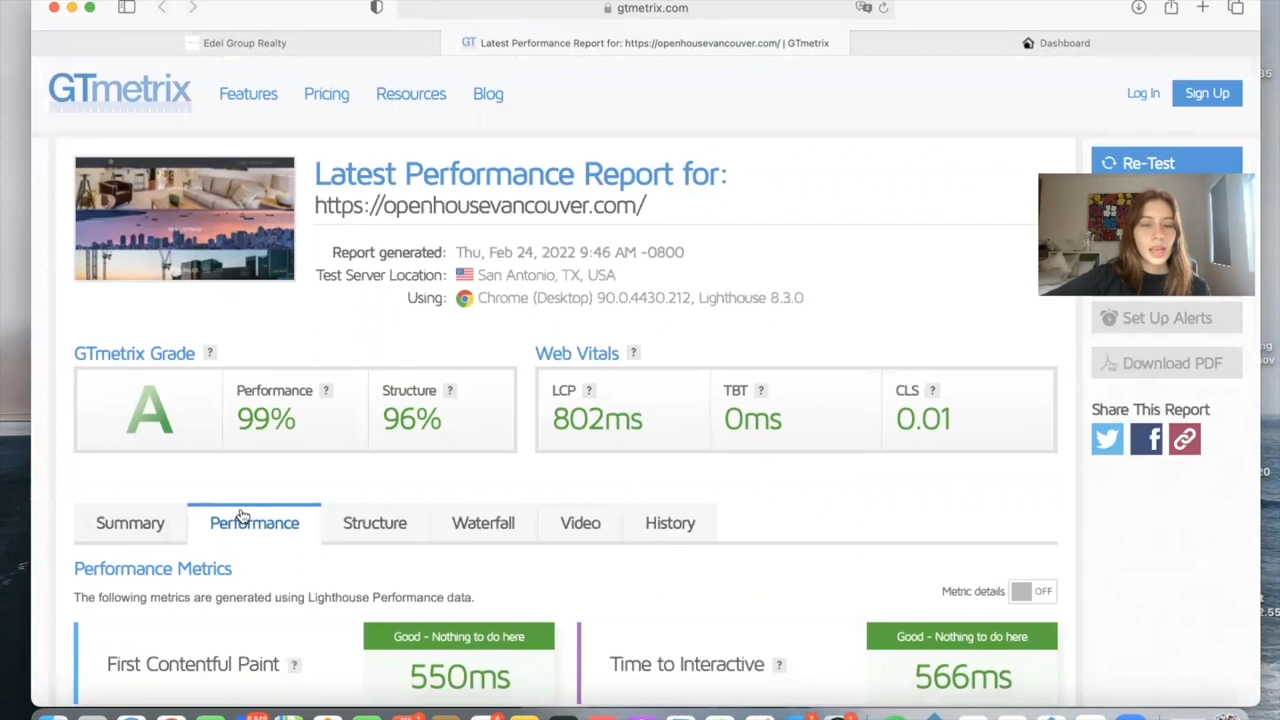 gtmetrix.com
Edel Group Realty
GT Latest Performance Report for: https://openhousevancouver.com/ | GTmetrix
Dashboard
GTmetrix
Features
Pricing
Resources
Blog
Log In
Sign Up
Latest Performance Report for:
https://openhousevancouver.com/
Re-Test
Report generated: Thu, Feb 24, 2022 9:46 AM -0800
Test Server Location: San Antonio, TX, USA
Using: Chrome (Desktop) 90.0.4430.212, Lighthouse 8.3.0
Set Up Alerts
Download PDF
Share This Report
GTmetrix Grade ?
Web Vitals ?
A
Performance ?
99%
Structure ?
96%
LCP ?
802ms
TBT ?
0ms
CLS ?
0.01
Summary
Performance
Structure
Waterfall
Video
History
Performance Metrics
The following metrics are generated using Lighthouse Performance data.
Metric details
OFF
First Contentful Paint ?
Good - Nothing to do here
550ms
Time to Interactive ?
Good - Nothing to do here
566ms